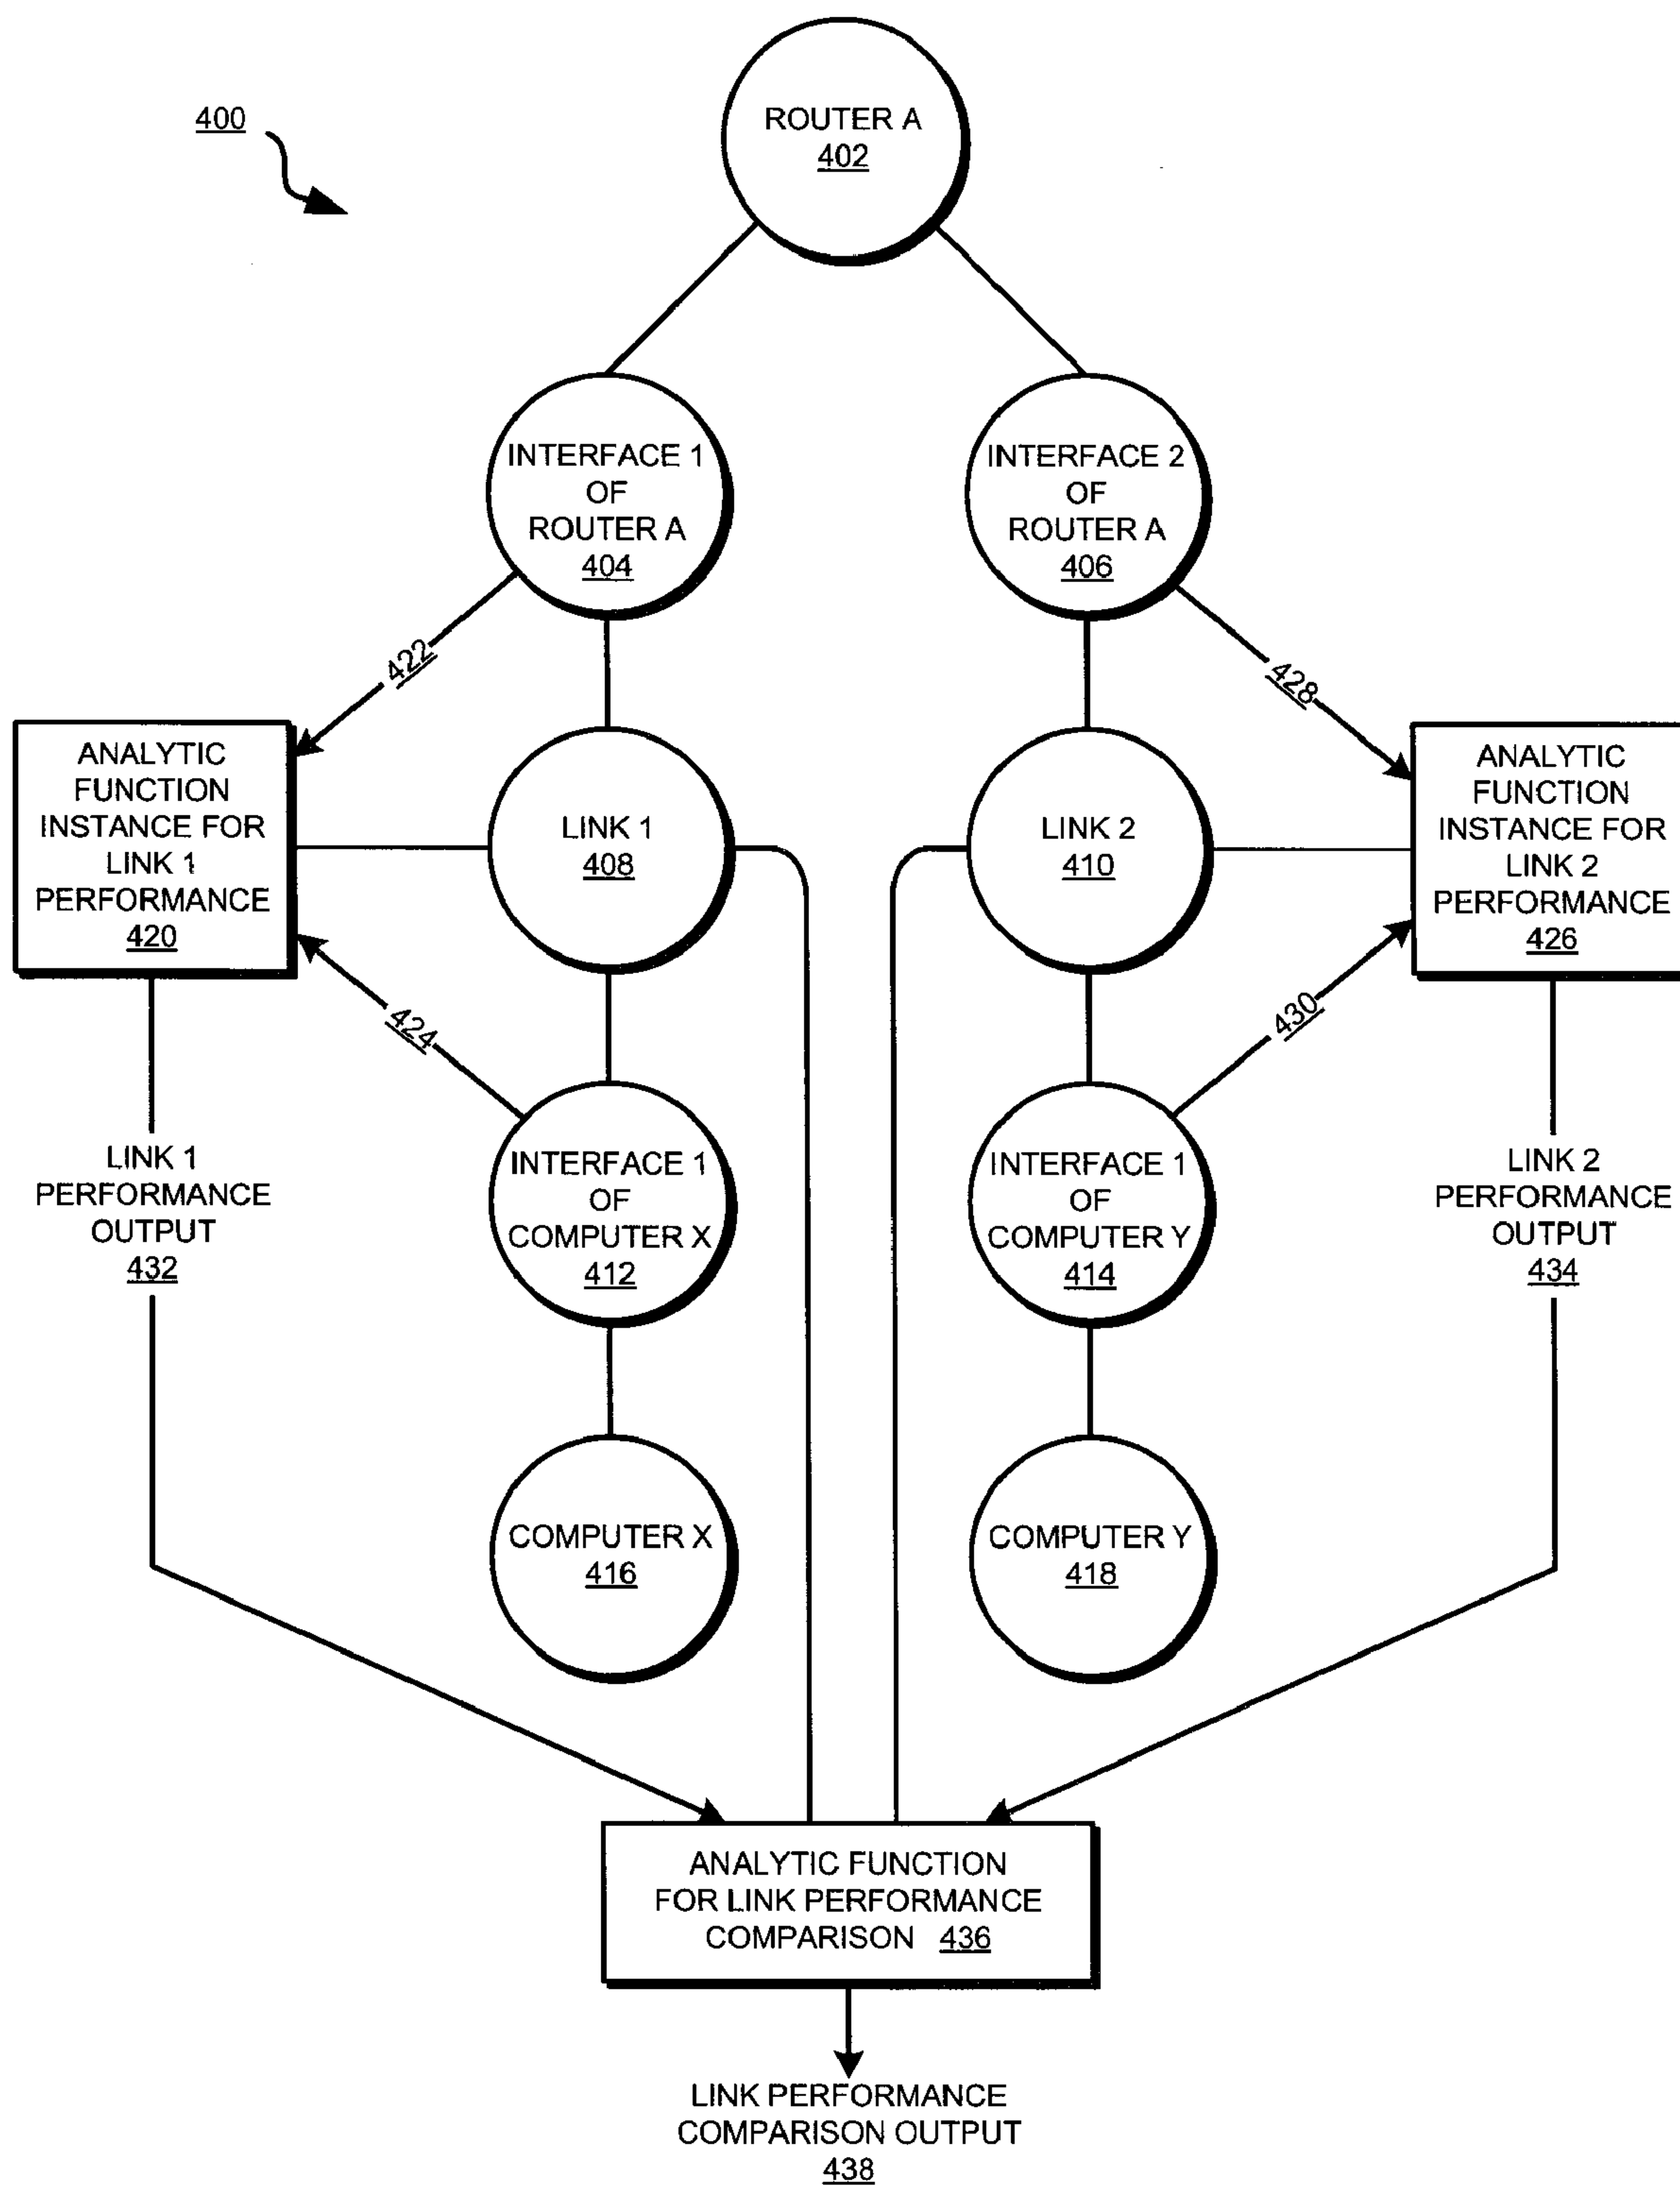 400
ROUTER A
402
INTERFACE 1
OF
ROUTER A
404
INTERFACE 2
OF
ROUTER A
406
422
428
ANALYTIC
FUNCTION
INSTANCE FOR
LINK 1
PERFORMANCE
420
LINK 1
408
LINK 2
410
ANALYTIC
FUNCTION
INSTANCE FOR
LINK 2
PERFORMANCE
426
424
430
LINK 1
PERFORMANCE
OUTPUT
432
INTERFACE 1
OF
COMPUTER X
412
INTERFACE 1
OF
COMPUTER Y
414
LINK 2
PERFORMANCE
OUTPUT
434
COMPUTER X
416
COMPUTER Y
418
ANALYTIC FUNCTION
FOR LINK PERFORMANCE
COMPARISON 436
LINK PERFORMANCE
COMPARISON OUTPUT
438